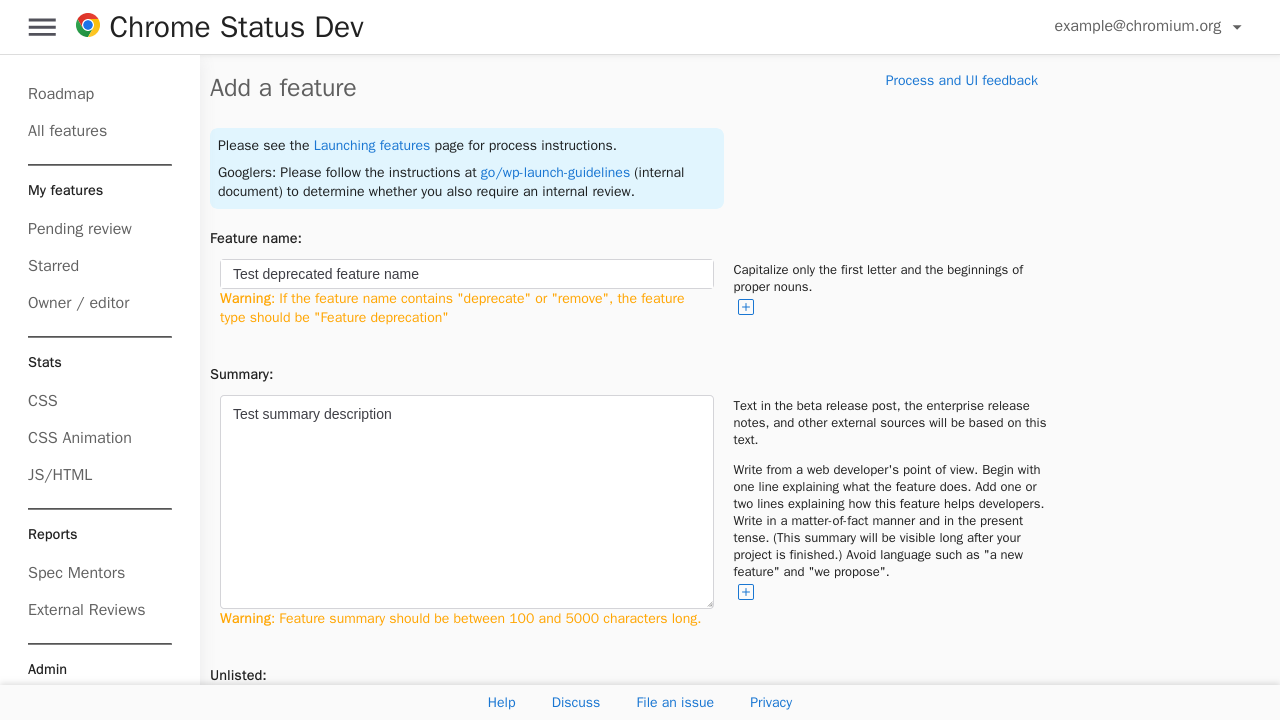 Chrome Status Dev
example@chromium.org
Roadmap
All features
My features
Pending review
Starred
Owner / editor
Stats
CSS
CSS Animation
JS/HTML
Reports
Spec Mentors
External Reviews
Admin
Add a feature
Process and UI feedback
Please see the Launching features page for process instructions.
Googlers: Please follow the instructions at go/wp-launch-guidelines (internal
document) to determine whether you also require an internal review.
Feature name:
Test deprecated feature name
Warning: If the feature name contains "deprecate" or "remove", the feature
type should be "Feature deprecation"
Capitalize only the first letter and the beginnings of
proper nouns.
Summary:
Test summary description
Warning: Feature summary should be between 100 and 5000 characters long.
Text in the beta release post, the enterprise release
notes, and other external sources will be based on this
text.
Write from a web developer's point of view. Begin with
one line explaining what the feature does. Add one or
two lines explaining how this feature helps developers.
Write in a matter-of-fact manner and in the present
tense. (This summary will be visible long after your
project is finished.) Avoid language such as "a new
feature" and "we propose".
Unlisted:
Help
Discuss
File an issue
Privacy